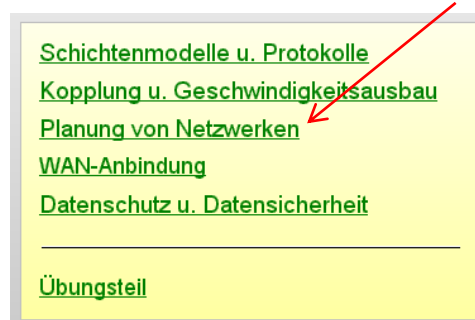 Schichtenmodelle u. Protokolle
Kopplung u. Geschwindigkeitsausbau
Planung von Netzwerken
WAN-Anbindung
Datenschutz u. Datensicherheit
Übungsteil